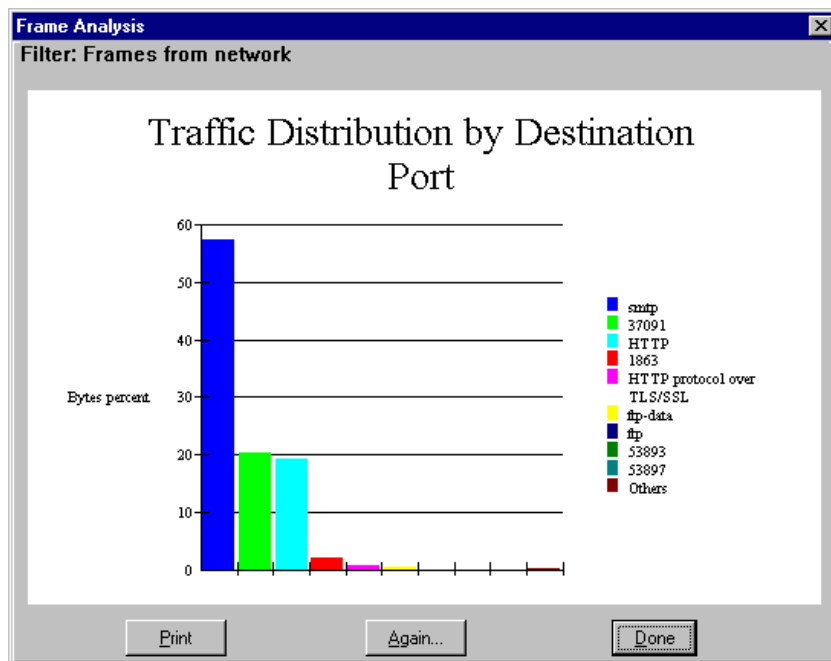 Frame Analysis
Filter: Frames from network
Traffic Distribution by Destination
Port
60
50
40
30
20
10
0
Bytes percent
smtp
37091
HTTP
1863
HTTP protocol over
TLS/SSL
ftp-data
ftp
53893
53897
Others
Print
Again...
Done